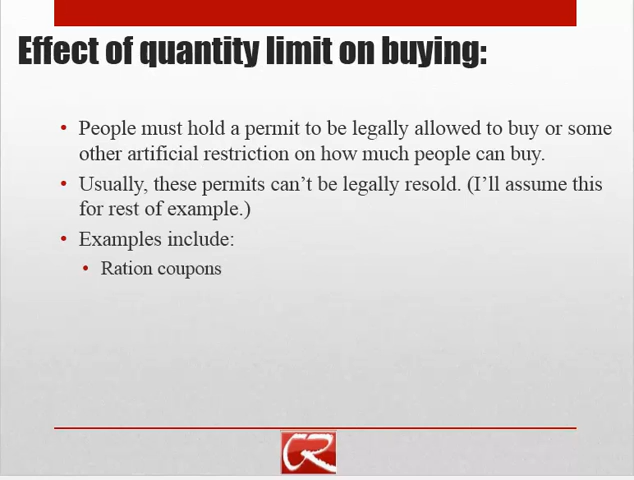 Effect of quantity limit on buying:
• People must hold a permit to be legally allowed to buy or some
other artificial restriction on how much people can buy.
• Usually, these permits can't be legally resold. (I'll assume this
for rest of example.)
• Examples include:
• Ration coupons
CR